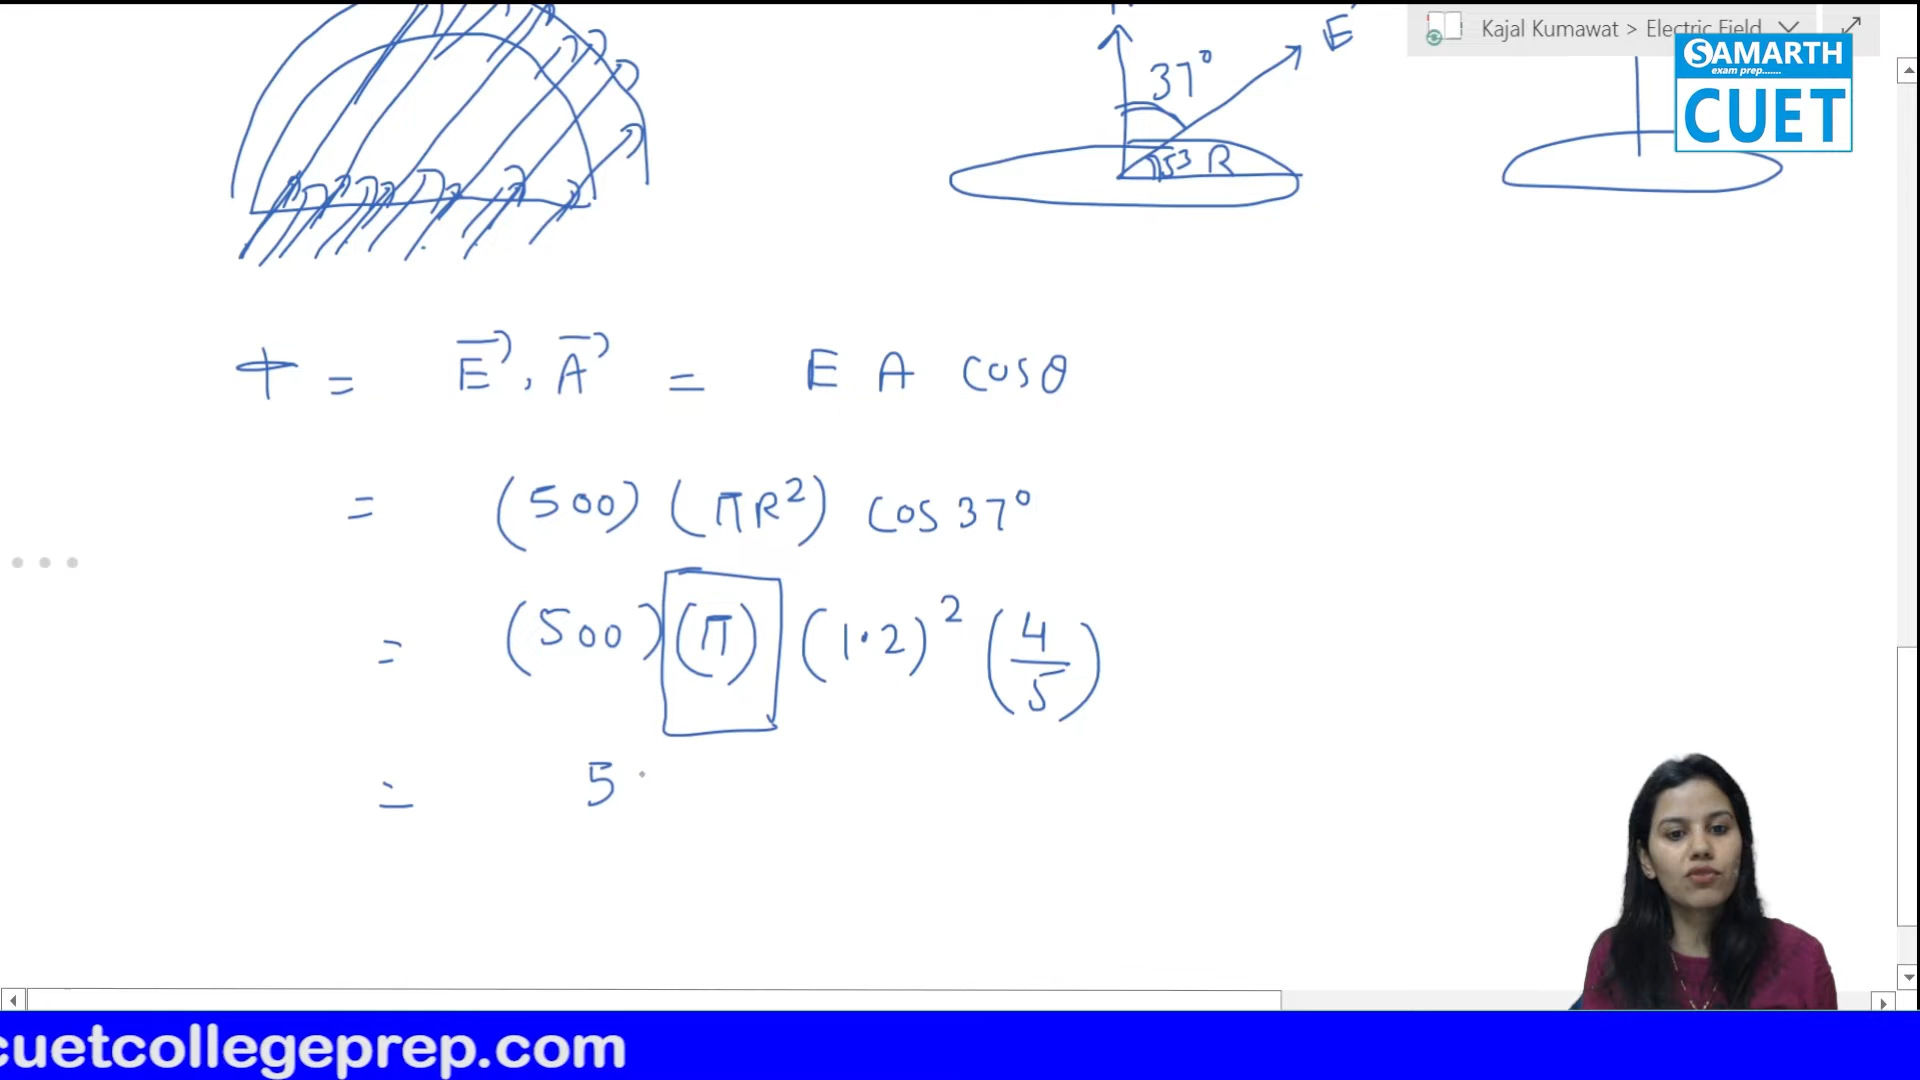 Kajal Kumawat > Electric Field
SAMARTH
exam prep.......
CUET
37°
E
53 R
ϕ = E⃗ . A⃗ = E A cosθ
= (500) (πR²) cos 37°
= (500) (π) (1.2)² (4/5)
= 5
cuetcollegeprep.com